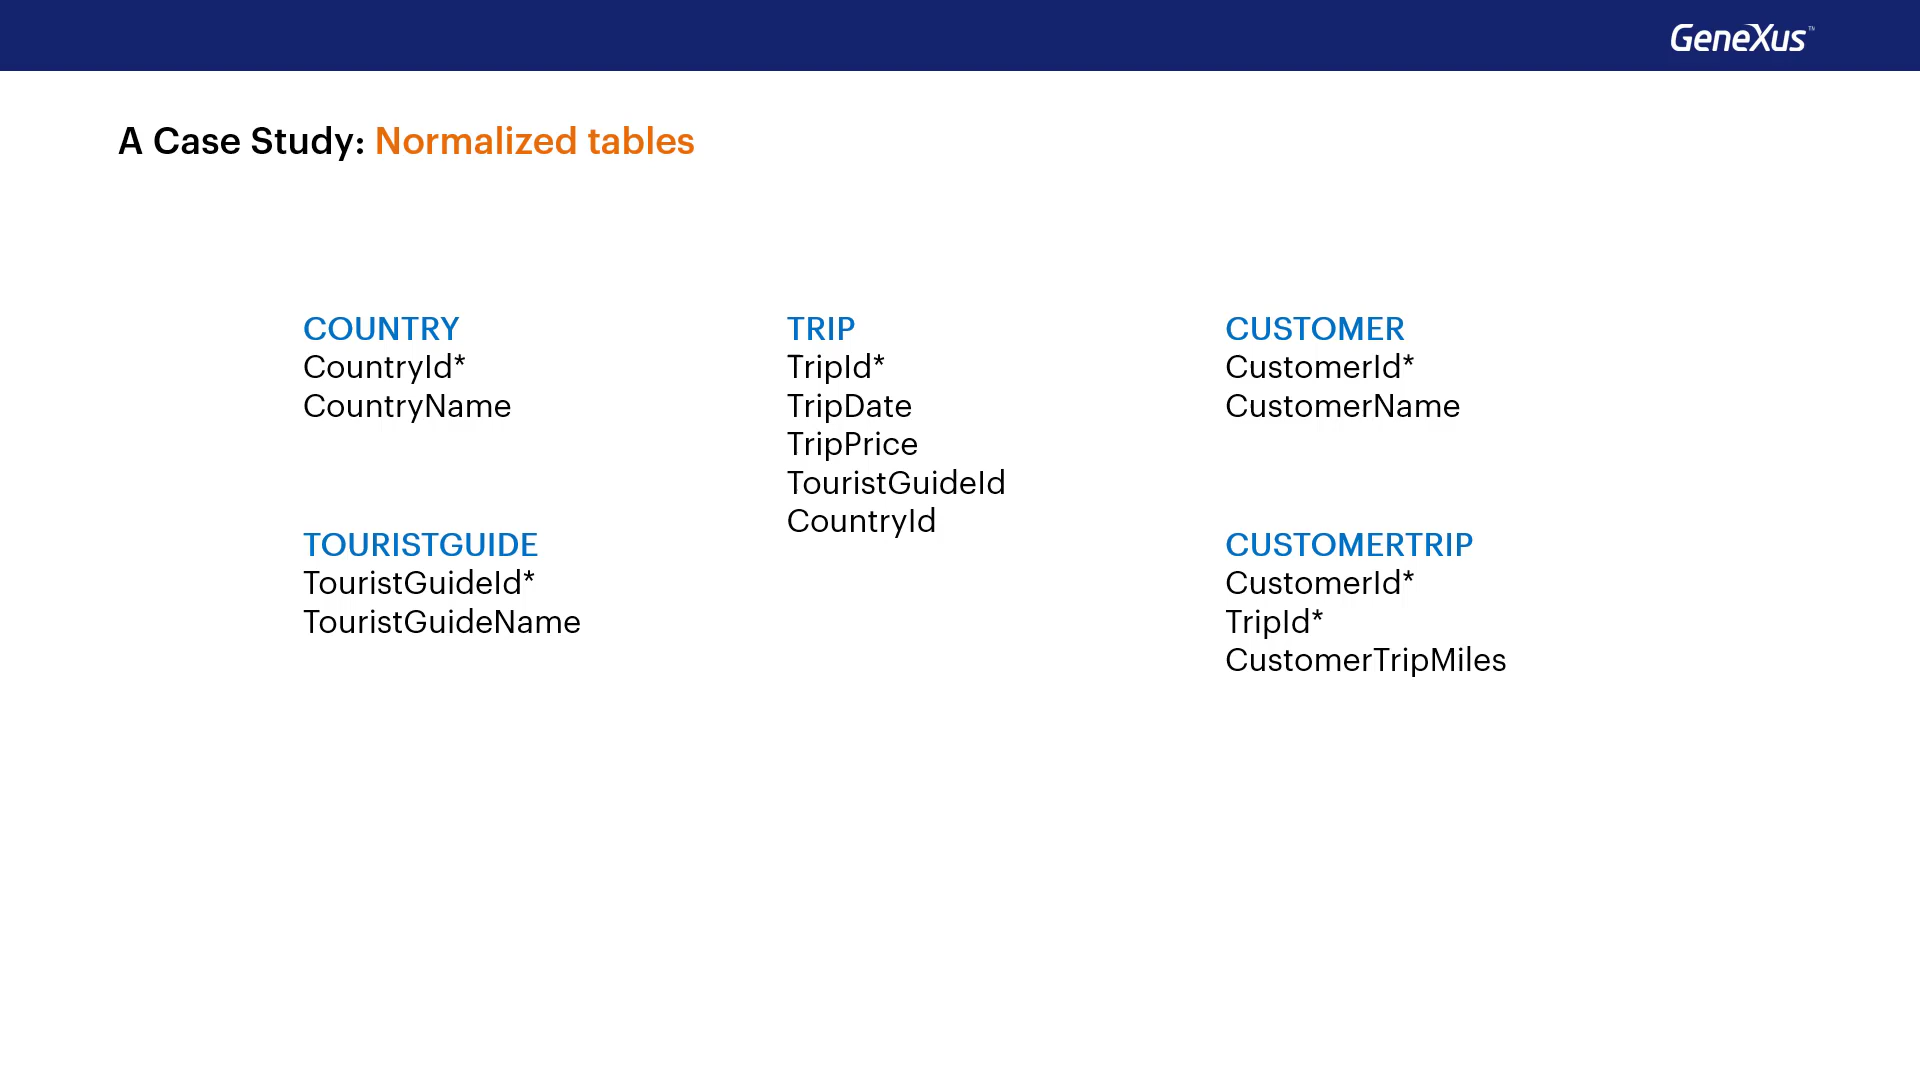 GeneXus™
A Case Study: Normalized tables
COUNTRY
CountryId*
CountryName
TOURISTGUIDE
TouristGuideId*
TouristGuideName
TRIP
TripId*
TripDate
TripPrice
TouristGuideId
CountryId
CUSTOMER
CustomerId*
CustomerName
CUSTOMERTRIP
CustomerId*
TripId*
CustomerTripMiles